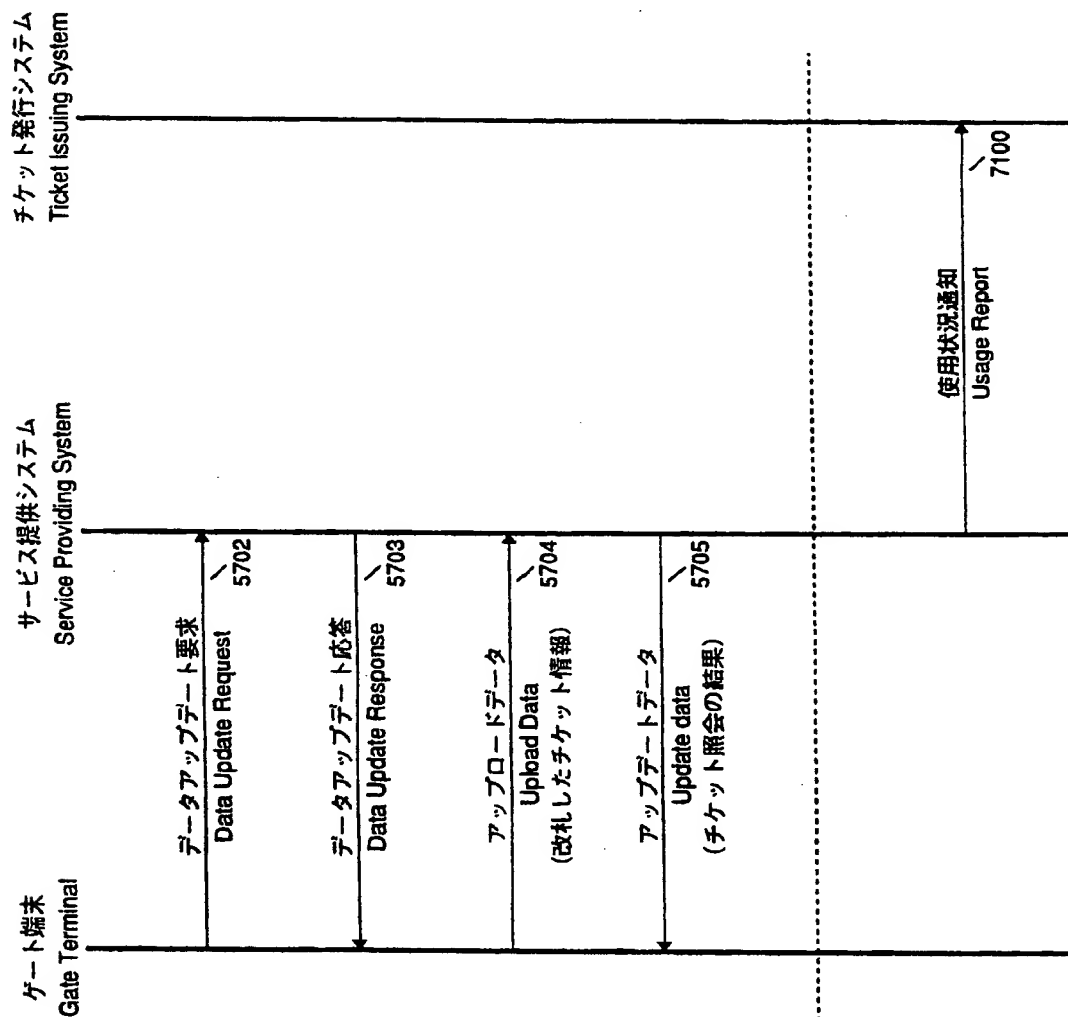 ゲート端末
Gate Terminal
サービス提供システム
Service Providing System
チケット発行システム
Ticket Issuing System
データアップデート要求
Data Update Request
5702
データアップデート応答
Data Update Response
5703
アップロードデータ
Upload Data
(改札したチケット情報)
5704
アップデートデータ
Update data
(チケット照会の結果)
5705
使用状況通知
Usage Report
7100